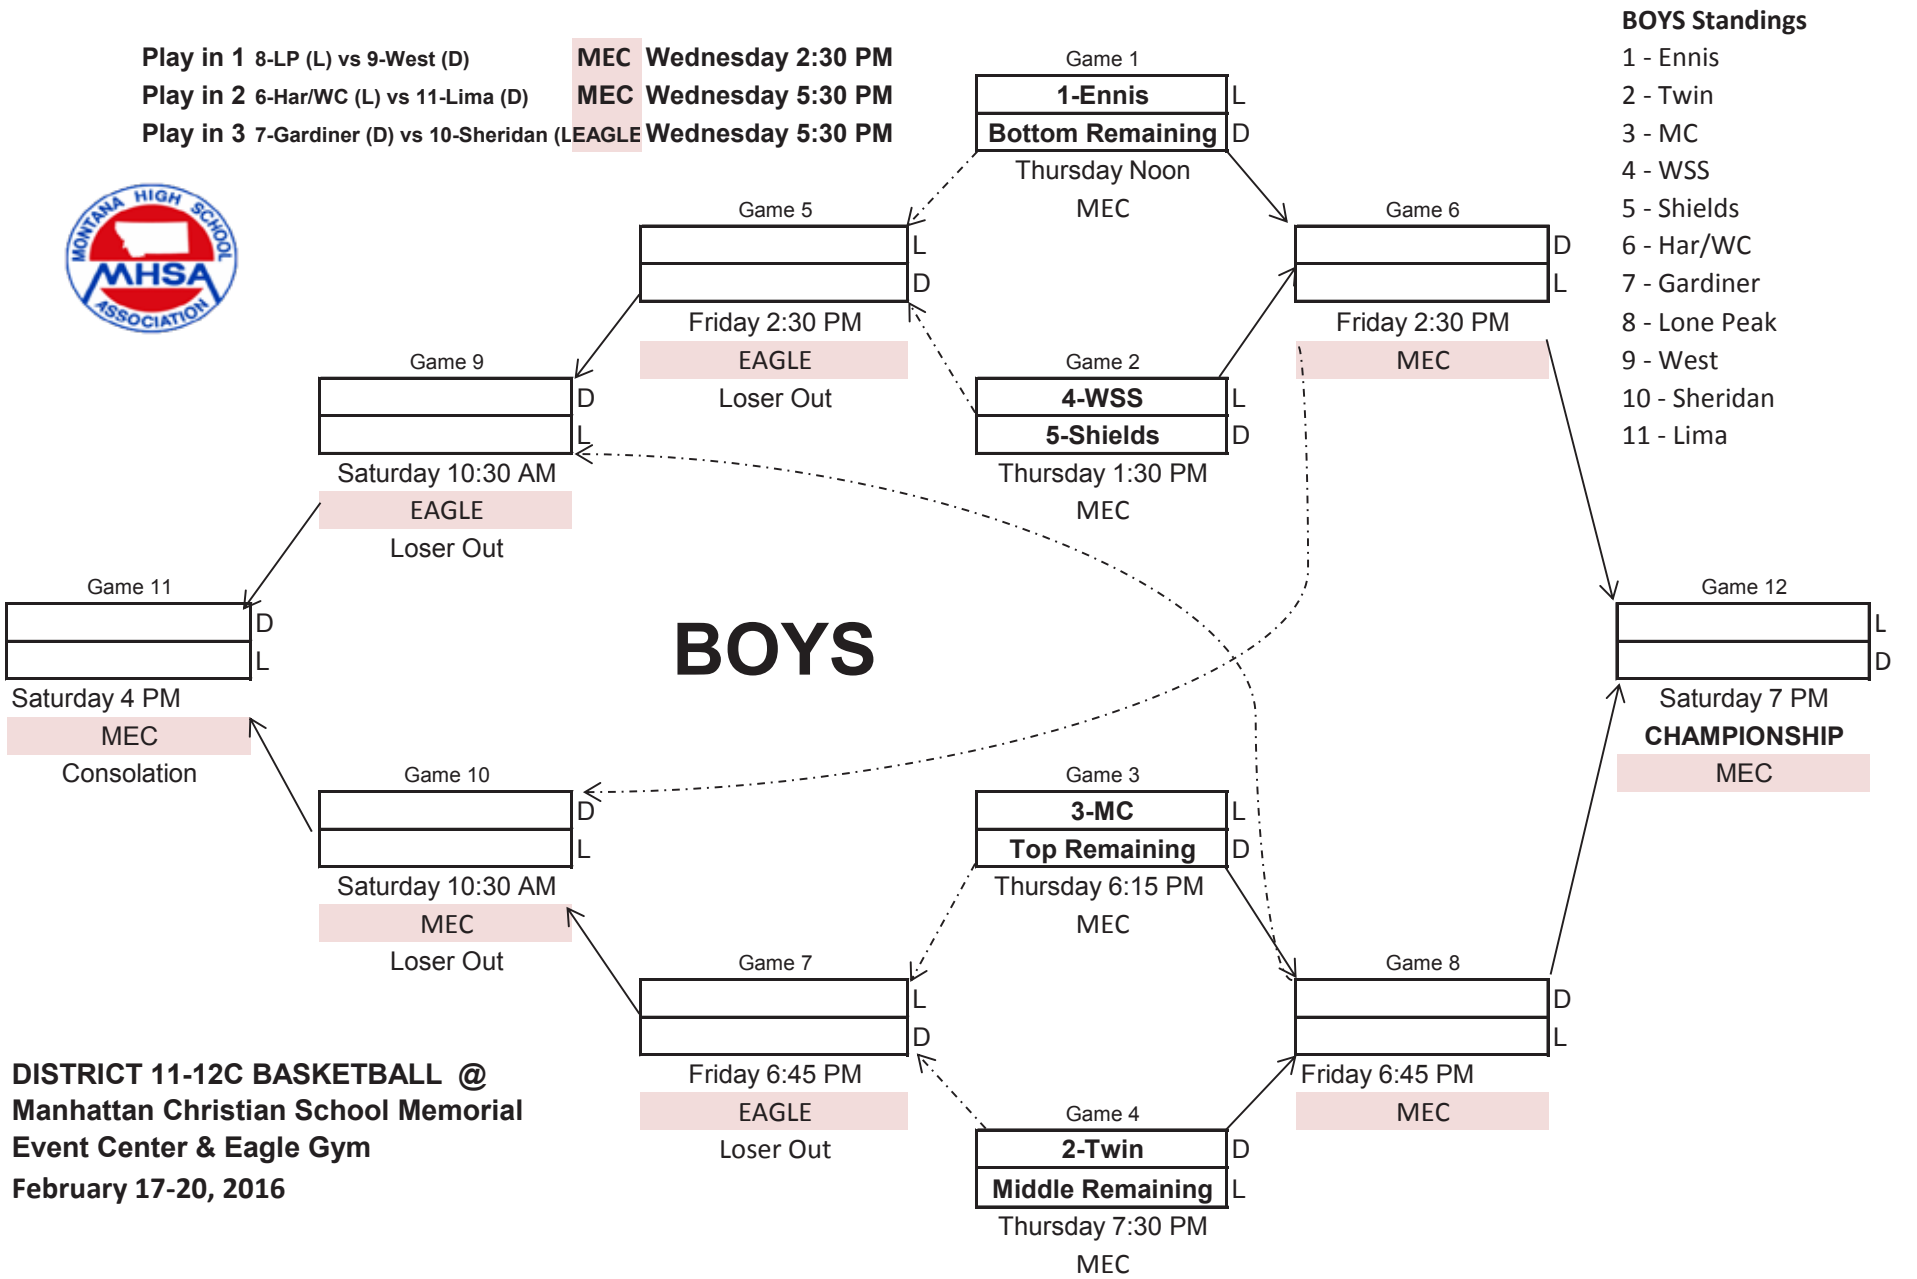 Play in 1 8-LP (L) vs 9-West (D) MEC Wednesday 2:30 PM
Play in 2 6-Har/WC (L) vs 11-Lima (D) MEC Wednesday 5:30 PM
Play in 3 7-Gardiner (D) vs 10-Sheridan (L EAGLE Wednesday 5:30 PM
MONTANA HIGH SCHOOL
MHSA
ASSOCIATION
Game 1
1-Ennis L
Bottom Remaining D
Thursday Noon
MEC
BOYS Standings
1 - Ennis
2 - Twin
3 - MC
4 - WSS
5 - Shields
6 - Har/WC
7 - Gardiner
8 - Lone Peak
9 - West
10 - Sheridan
11 - Lima
Game 5
L
D
Friday 2:30 PM
EAGLE
Loser Out
Game 6
D
L
Friday 2:30 PM
MEC
Game 9
D
L
Saturday 10:30 AM
EAGLE
Loser Out
Game 2
4-WSS L
5-Shields D
Thursday 1:30 PM
MEC
Game 11
D
L
Saturday 4 PM
MEC
Consolation
BOYS
Game 12
L
D
Saturday 7 PM
CHAMPIONSHIP
MEC
Game 10
D
L
Saturday 10:30 AM
MEC
Loser Out
Game 3
3-MC L
Top Remaining D
Thursday 6:15 PM
MEC
Game 7
L
D
Friday 6:45 PM
EAGLE
Loser Out
Game 8
D
L
Friday 6:45 PM
MEC
Game 4
2-Twin D
Middle Remaining L
Thursday 7:30 PM
MEC
DISTRICT 11-12C BASKETBALL @
Manhattan Christian School Memorial
Event Center & Eagle Gym
February 17-20, 2016